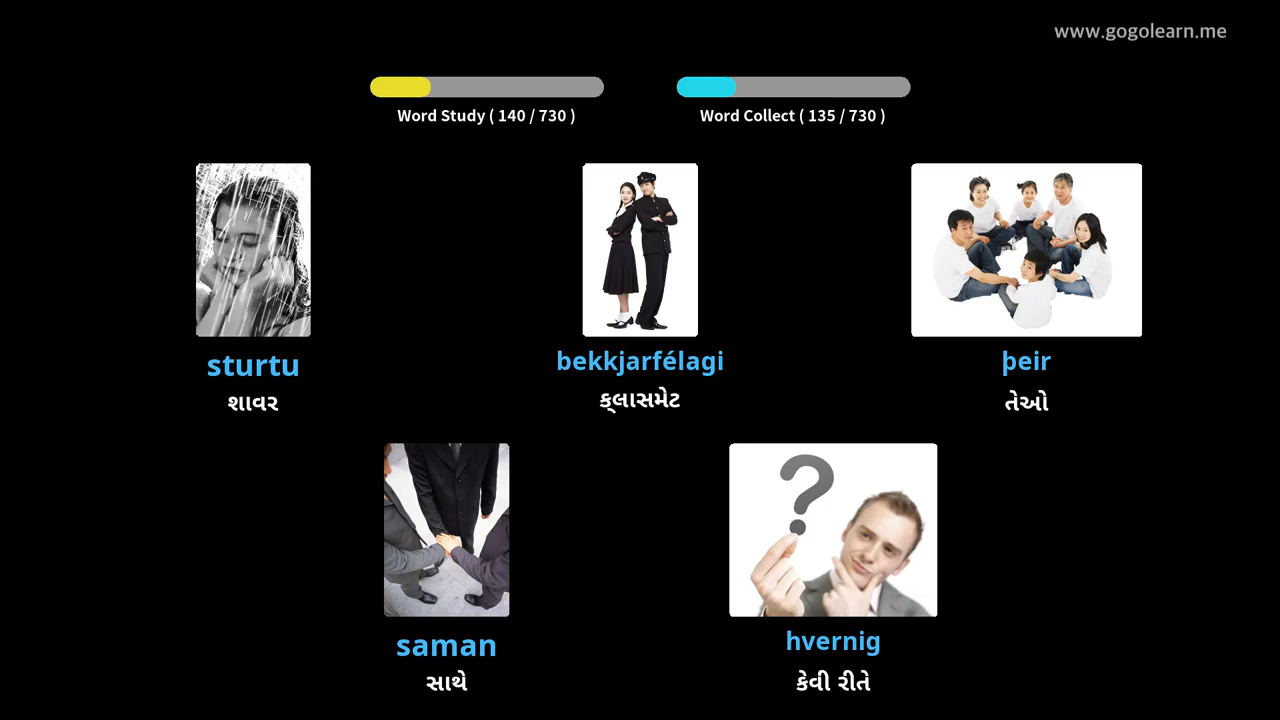 www.gogolearn.me
Word Study ( 140 / 730 )
Word Collect ( 135 / 730 )
sturtu
શાવર
bekkjarfélagi
ક્લાસમેટ
þeir
તેઓ
saman
સાથે
hvernig
કેવી રીતે